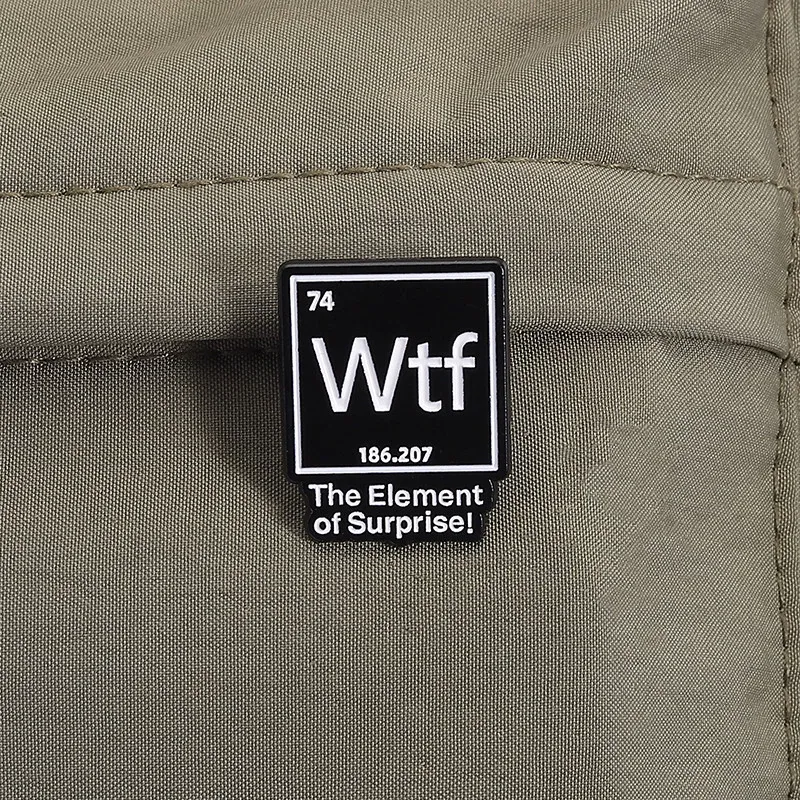 74
Wtf
186.207
The Element
of Surprise!